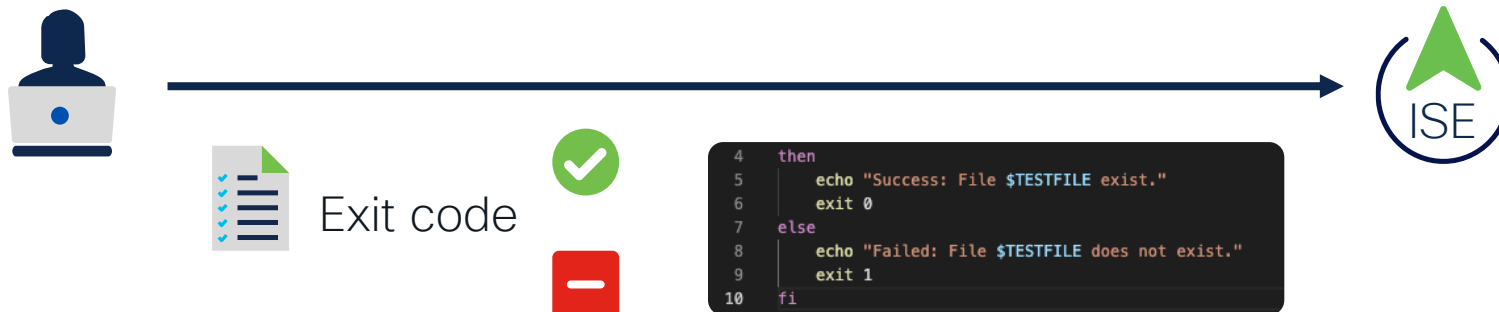 ISE
Exit code
4 then
5 echo "Success: File $TESTFILE exist."
6 exit 0
7 else
8 echo "Failed: File $TESTFILE does not exist."
9 exit 1
10 fi